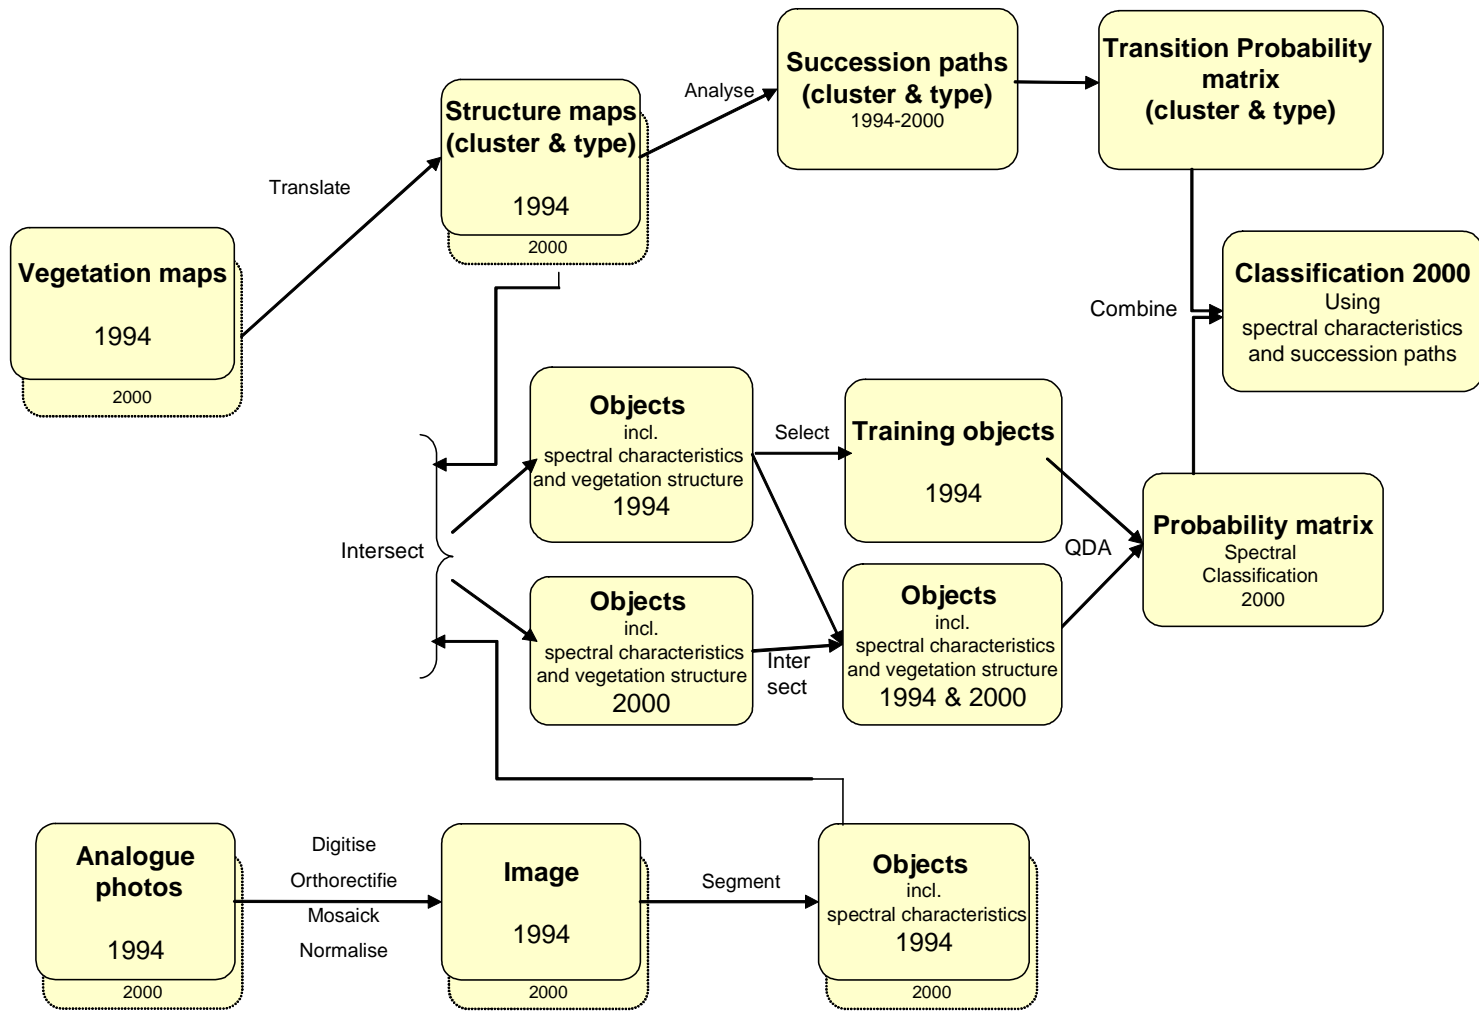 Succession paths
(cluster & type)
1994-2000
Transition Probability
matrix
(cluster & type)
Analyse
Structure maps
(cluster & type)
1994
2000
Translate
Vegetation maps
1994
2000
Classification 2000
Using
spectral characteristics
and succession paths
Combine
Objects
incl.
spectral characteristics
and vegetation structure
1994
Select
Training objects
1994
Intersect
QDA
Probability matrix
Spectral
Classification
2000
Objects
incl.
spectral characteristics
and vegetation structure
2000
Inter
sect
Objects
incl.
spectral characteristics
and vegetation structure
1994 & 2000
Analogue
photos
1994
2000
Digitise
Orthorectifie
Mosaick
Normalise
Image
1994
2000
Segment
Objects
incl.
spectral characteristics
1994
2000